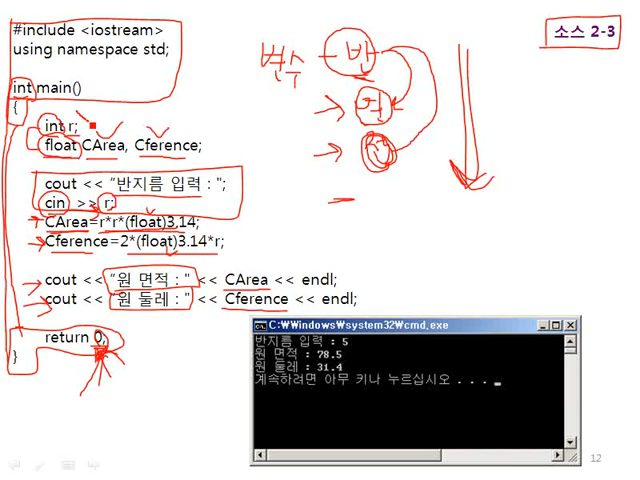 #include <iostream>
using namespace std;
int main()
{
int r;
float CArea, Cference;
cout << "반지름 입력 : ";
cin >> r;
CArea=r*r*(float)3.14;
Cference=2*(float)3.14*r;
cout << "원 면적 : " << CArea << endl;
cout << "원 둘레 : " << Cference << endl;
return 0;
}
소스 2-3
변수
반
면
C:\Windows\system32\cmd.exe
반지름 입력 : 5
원 면적 : 78.5
원 둘레 : 31.4
계속하려면 아무 키나 누르십시오 . . .
12